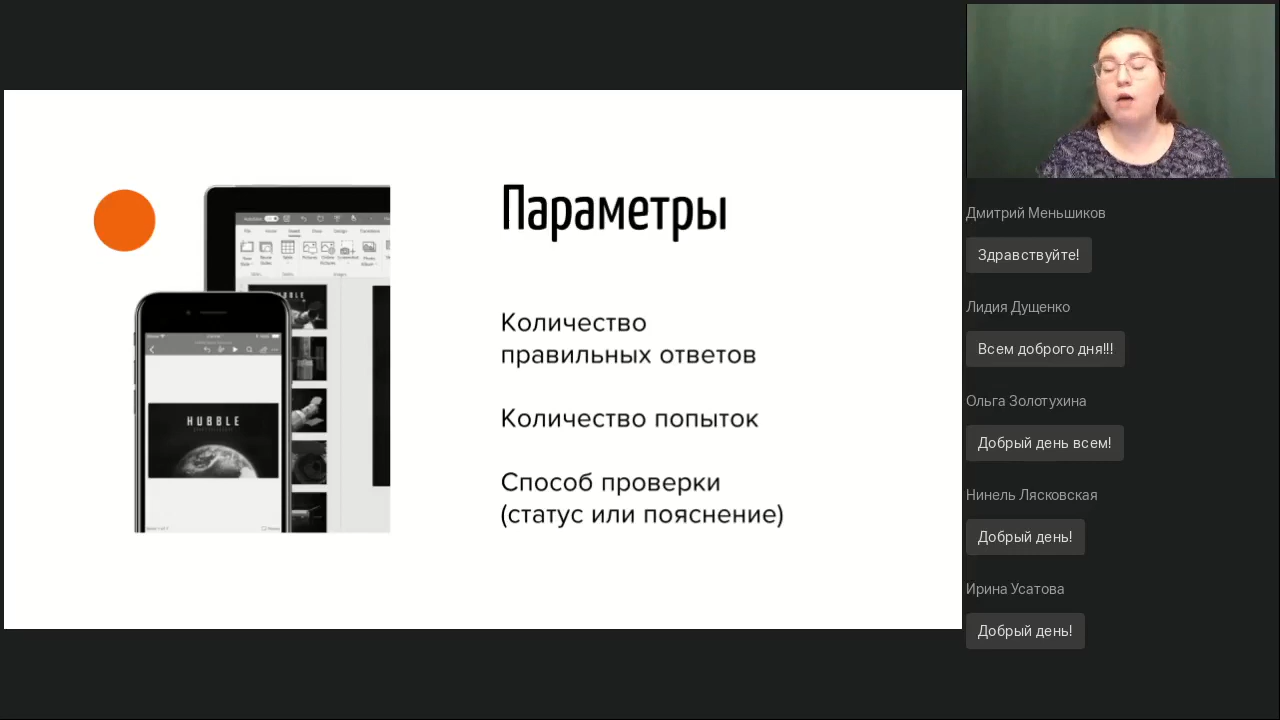 Параметры
Количество
правильных ответов
Количество попыток
Способ проверки
(статус или пояснение)
HUBBLE
HUBBLE
Дмитрий Меньшиков
Здравствуйте!
Лидия Дущенко
Всем доброго дня!!!
Ольга Золотухина
Добрый день всем!
Нинель Лясковская
Добрый день!
Ирина Усатова
Добрый день!